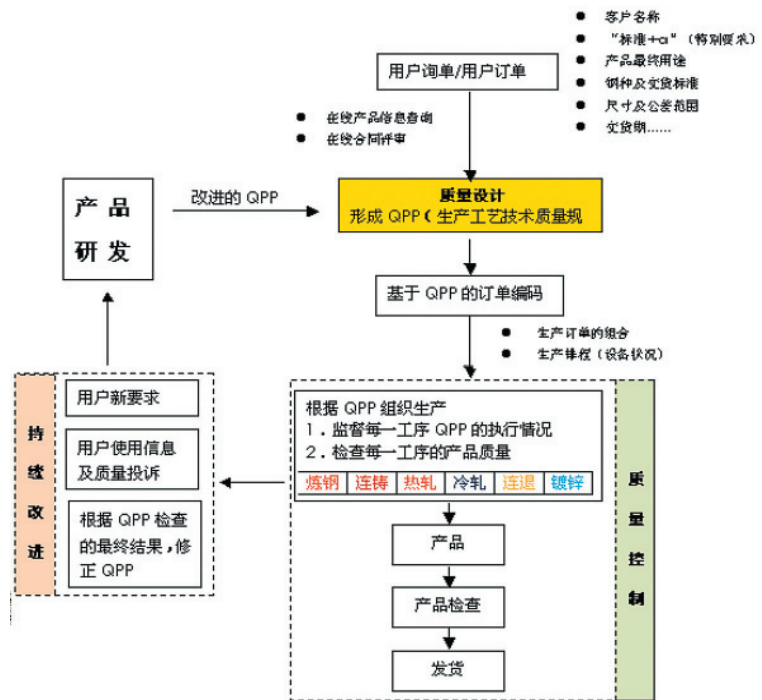 ● 客户名称
● “标准+α”（特别要求）
● 产品最终用途
● 钢种及交货标准
● 尺寸及公差范围
● 交货期……
用户询单/用户订单
● 在线产品信息查询
● 在线合同评审
产品
研发
改进的 QPP
质量设计
形成 QPP（生产工艺技术质量规
基于 QPP 的订单编码
● 生产订单的组合
● 生产排程（设备状况）
持续改进
用户新要求
用户使用信息
及质量投诉
根据 QPP 检查
的最终结果，修
正 QPP
根据 QPP 组织生产
1．监督每一工序 QPP 的执行情况
2．检查每一工序的产品质量
炼钢 连铸 热轧 冷轧 连退 镀锌
产品
产品检查
发货
质量控制